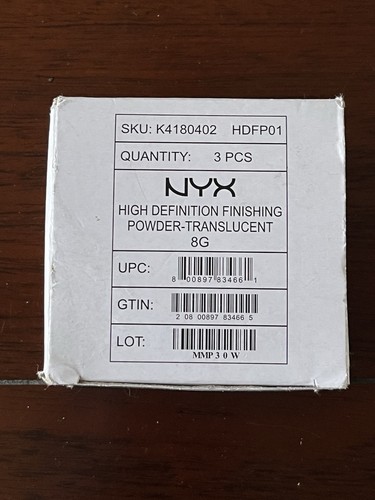 SKU: K4180402 HDFP01
QUANTITY: 3 PCS
NYX
HIGH DEFINITION FINISHING
POWDER-TRANSLUCENT
8G
UPC:
8 00897 83466 1
GTIN:
2 08 00897 83466 5
LOT:
MMP 3 0 W